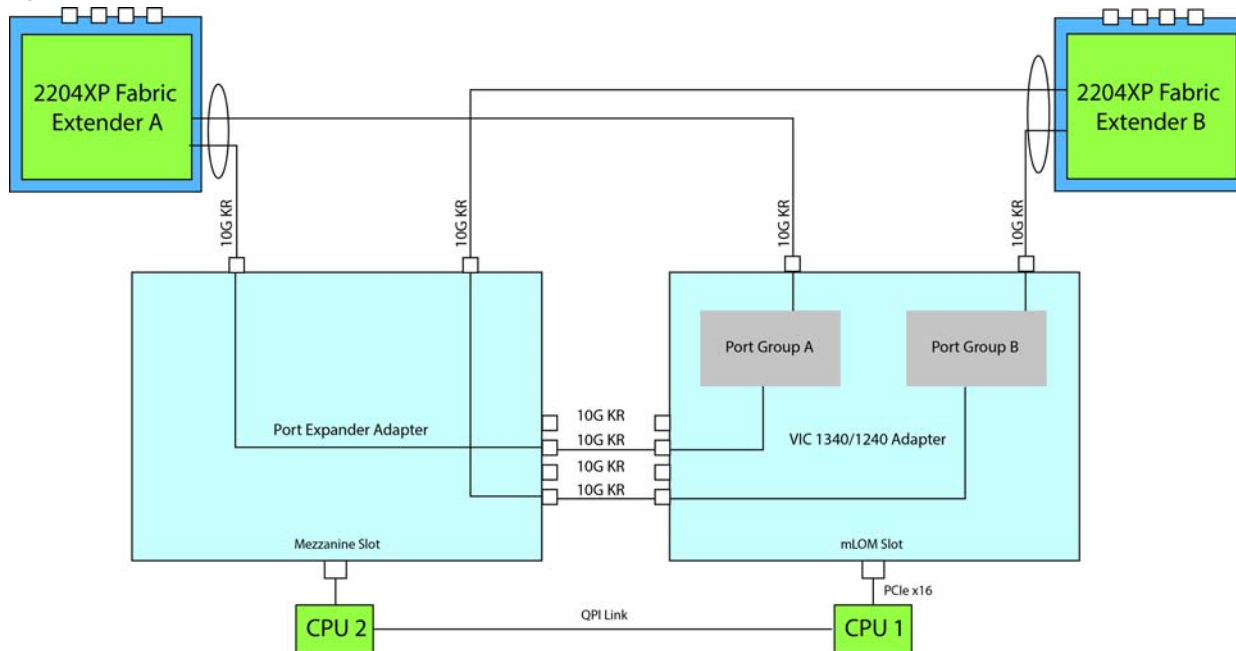 2204XP Fabric
Extender A
2204XP Fabric
Extender B
10G KR
10G KR
10G KR
10G KR
Port Group A
Port Group B
10G KR
10G KR
10G KR
10G KR
Port Expander Adapter
VIC 1340/1240 Adapter
Mezzanine Slot
mLOM Slot
PCIe x16
QPI Link
CPU 2
CPU 1